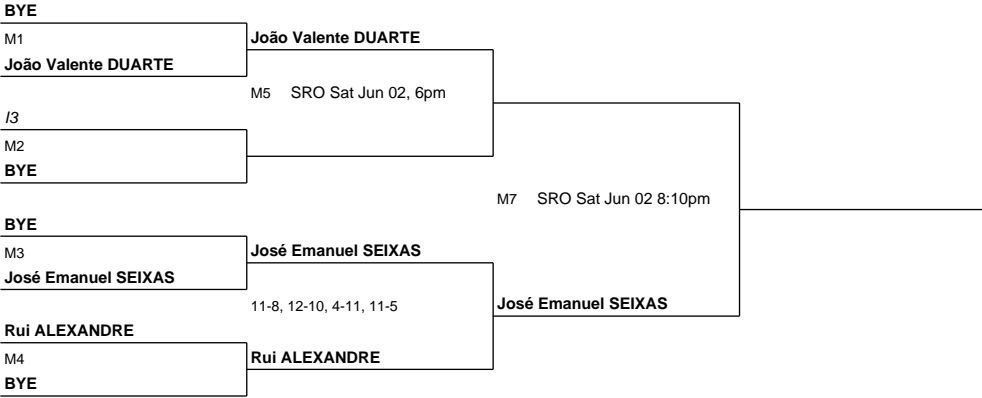 BYE
M1
João Valente DUARTE
João Valente DUARTE
M5 SRO Sat Jun 02, 6pm
I3
M2
BYE
M7 SRO Sat Jun 02 8:10pm
BYE
M3
José Emanuel SEIXAS
José Emanuel SEIXAS
11-8, 12-10, 4-11, 11-5
José Emanuel SEIXAS
Rui ALEXANDRE
M4
Rui ALEXANDRE
BYE